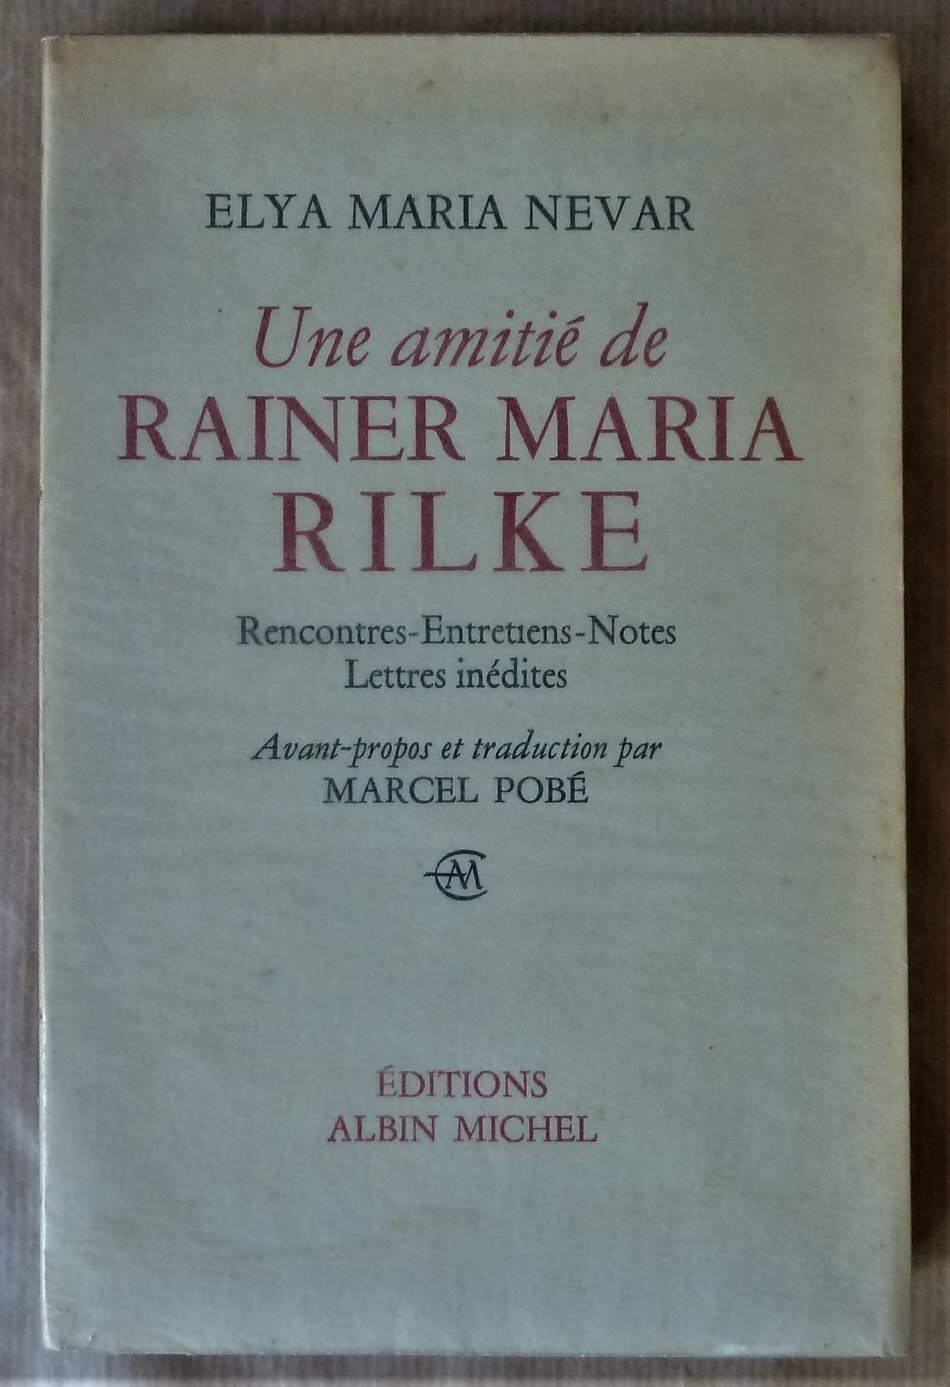 ELYA MARIA NEVAR
Une amitié de
RAINER MARIA
RILKE
Rencontres-Entretiens-Notes
Lettres inédites
Avant-propos et traduction par
MARCEL POBÉ
AM
ÉDITIONS
ALBIN MICHEL